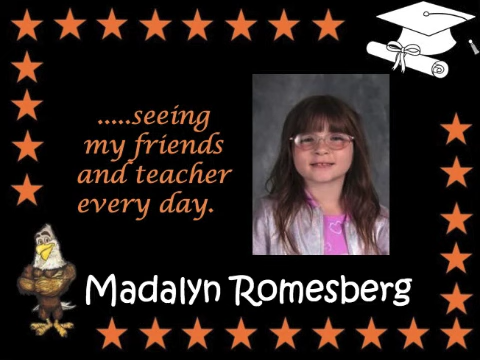 .....seeing
my friends
and teacher
every day.
Madalyn Romesberg